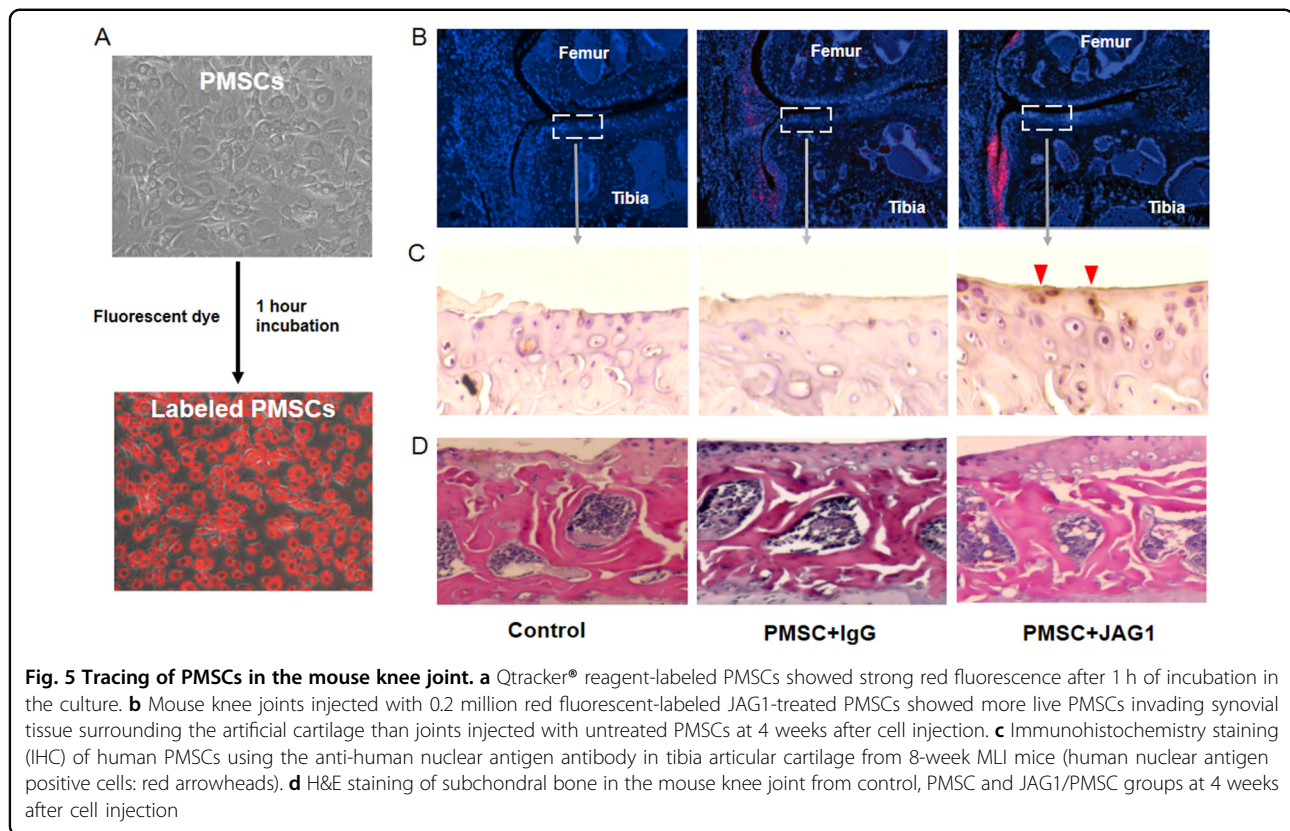 A
PMSCs
Fluorescent dye
1 hour
incubation
Labeled PMSCs
B
Femur
Tibia
Femur
Tibia
Femur
Tibia
C
D
Control
PMSC+IgG
PMSC+JAG1
Fig. 5 Tracing of PMSCs in the mouse knee joint. a Qtracker® reagent-labeled PMSCs showed strong red fluorescence after 1 h of incubation in
the culture. b Mouse knee joints injected with 0.2 million red fluorescent-labeled JAG1-treated PMSCs showed more live PMSCs invading synovial
tissue surrounding the artificial cartilage than joints injected with untreated PMSCs at 4 weeks after cell injection. c Immunohistochemistry staining
(IHC) of human PMSCs using the anti-human nuclear antigen antibody in tibia articular cartilage from 8-week MLI mice (human nuclear antigen
positive cells: red arrowheads). d H&E staining of subchondral bone in the mouse knee joint from control, PMSC and JAG1/PMSC groups at 4 weeks
after cell injection